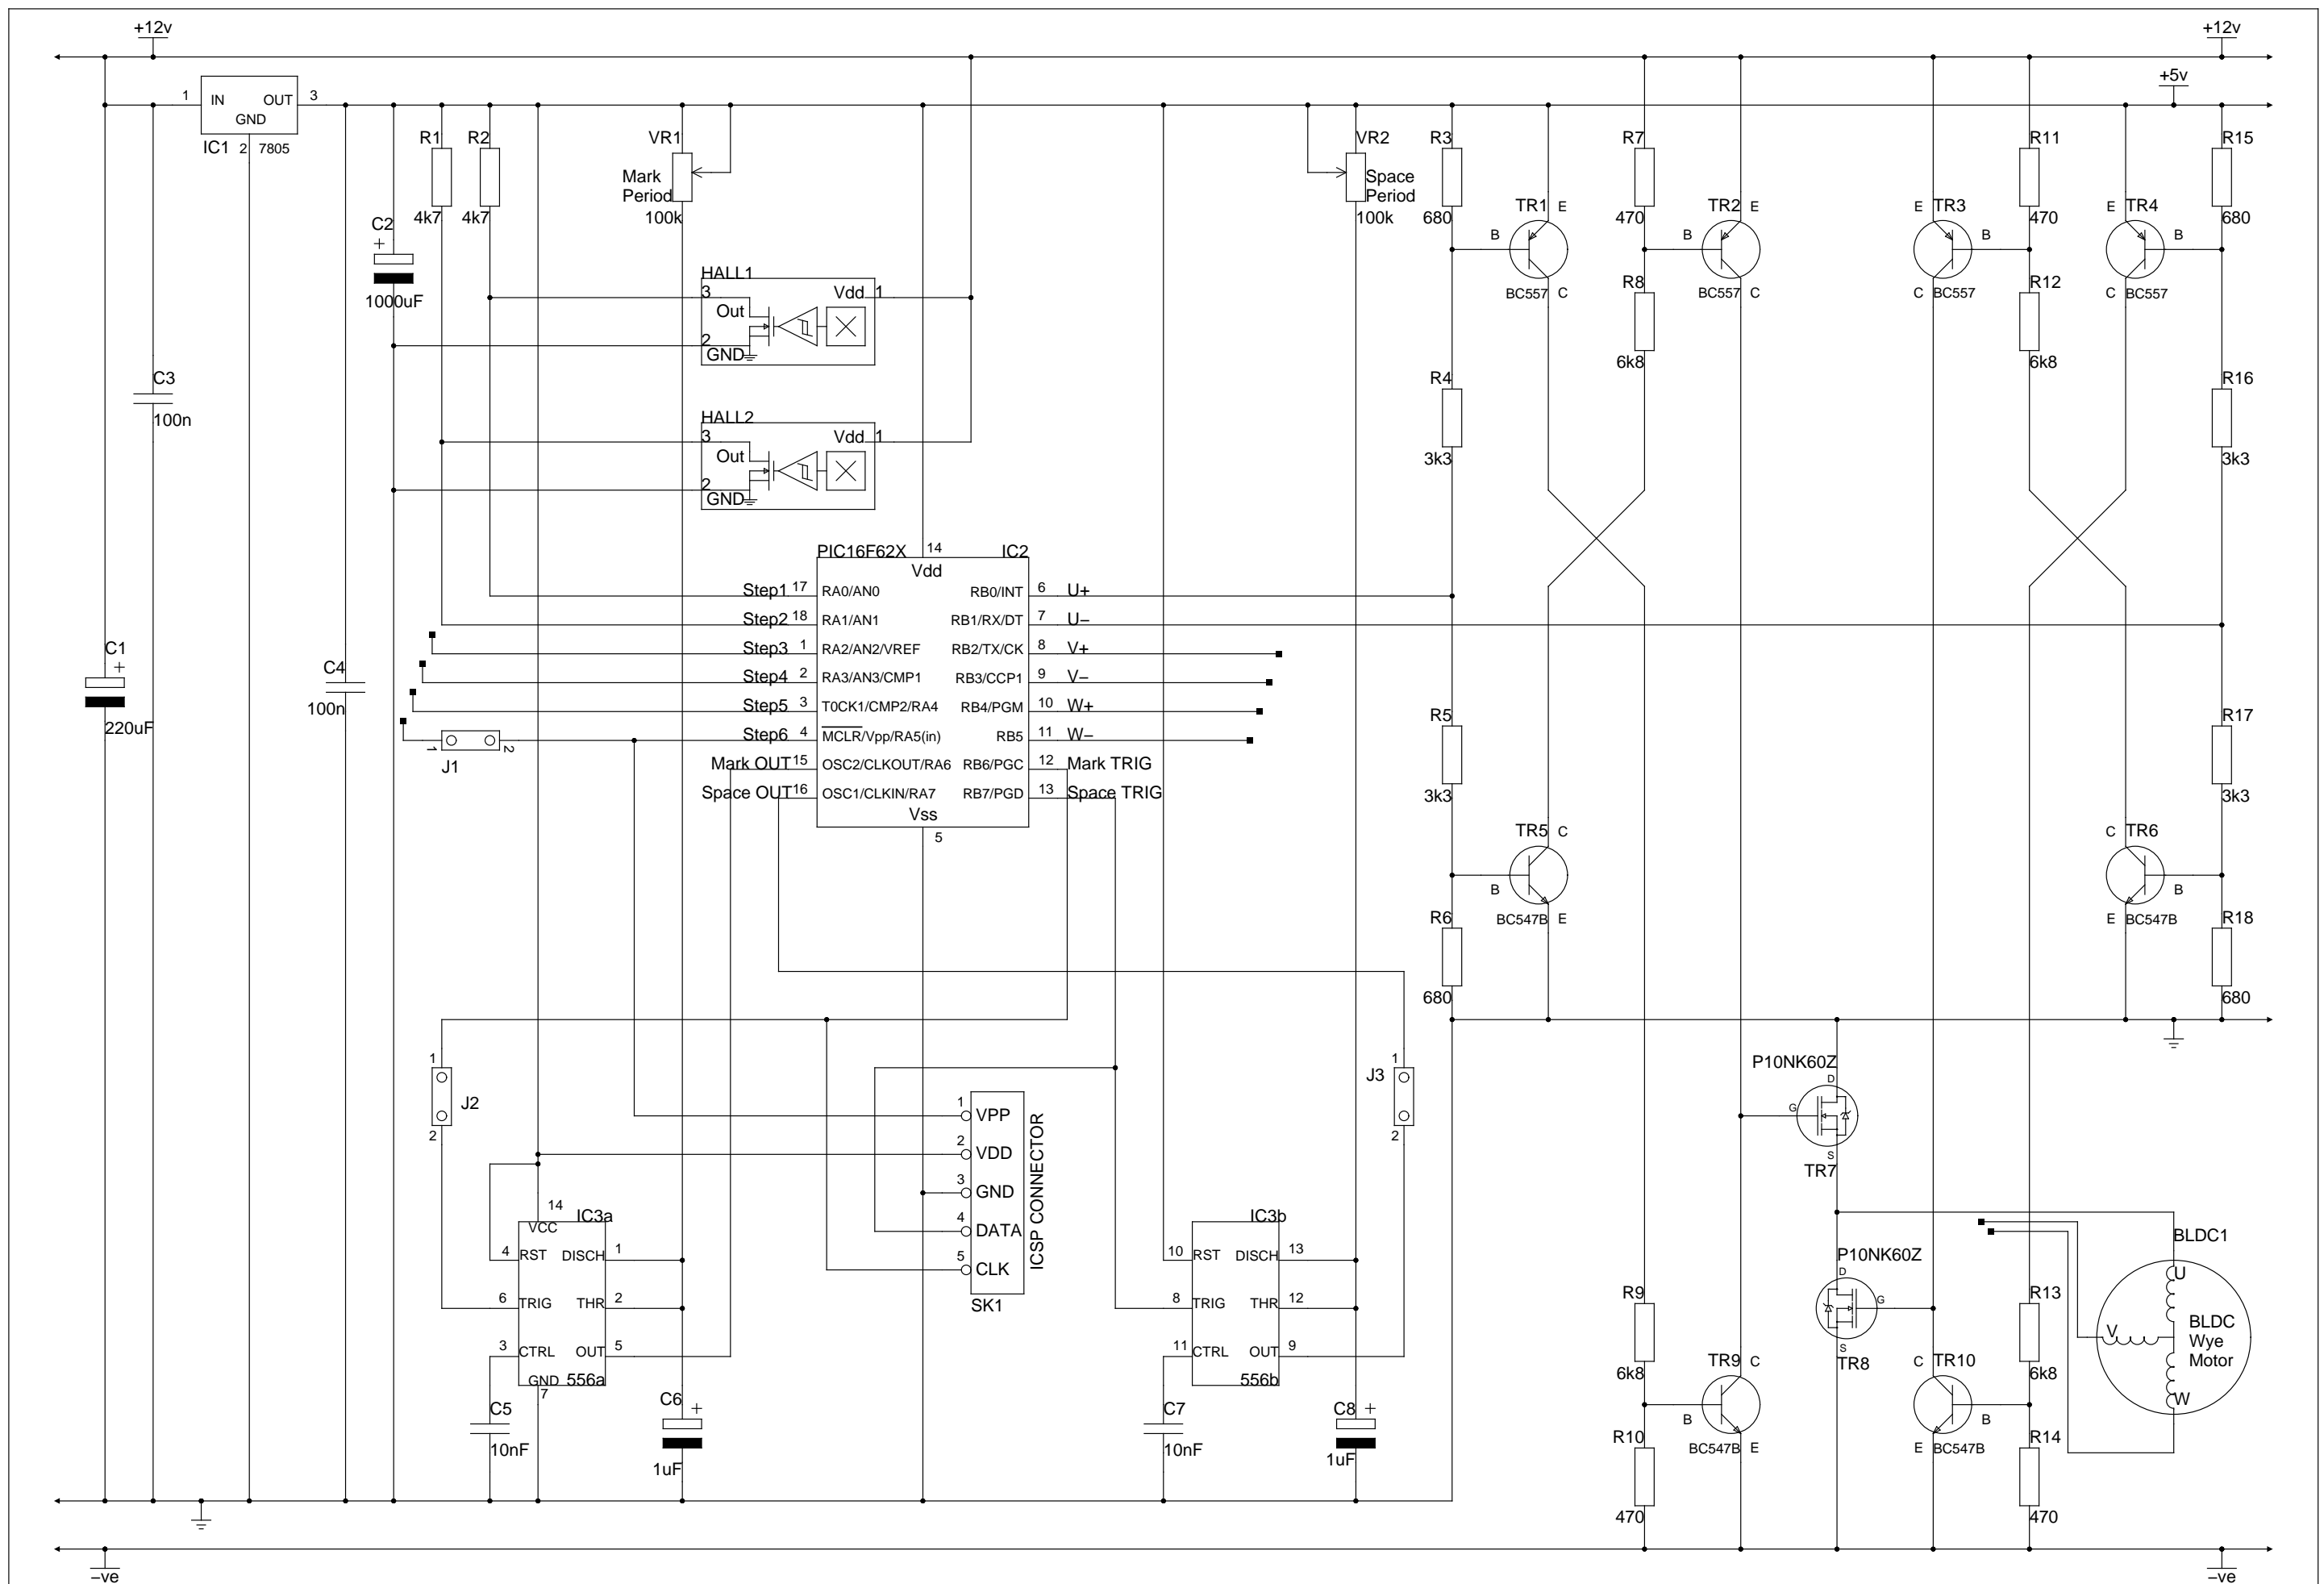 +12v
+12v
+5v
1 IN OUT 3
GND
IC1 2 7805
R1
R2
4k7
4k7
VR1
Mark
Period
100k
VR2
Space
Period
100k
R3
680
R7
470
R11
470
R15
680
TR1 E
B
BC557 C
TR2 E
B
BC557 C
E TR3
B
C BC557
E TR4
B
C BC557
C2
+
1000uF
HALL1
3 Vdd 1
Out
2
GND
R8
6k8
R12
6k8
C3
100n
R4
3k3
R16
3k3
HALL2
3 Vdd 1
Out
2
GND
PIC16F62X 14 IC2
Vdd
Step1 17 RA0/AN0 RB0/INT 6 U+
Step2 18 RA1/AN1 RB1/RX/DT 7 U−
Step3 1 RA2/AN2/VREF RB2/TX/CK 8 V+
Step4 2 RA3/AN3/CMP1 RB3/CCP1 9 V−
Step5 3 T0CK1/CMP2/RA4 RB4/PGM 10 W+
Step6 4 MCLR/Vpp/RA5(in) RB5 11 W−
Mark OUT 15 OSC2/CLKOUT/RA6 RB6/PGC 12 Mark TRIG
Space OUT 16 OSC1/CLKIN/RA7 RB7/PGD 13 Space TRIG
Vss
5
C1
+
220uF
C4
100n
1 2
J1
R5
3k3
R17
3k3
TR5 C
B
BC547B E
C TR6
B
E BC547B
R6
680
R18
680
1
J2
2
1
J3
2
1 VPP
2 VDD
3 GND
4 DATA
5 CLK
ICSP CONNECTOR
SK1
P10NK60Z
D
G
S
TR7
14 IC3a
VCC
4 RST DISCH 1
6 TRIG THR 2
3 CTRL OUT 5
GND 556a
7
IC3b
10 RST DISCH 13
8 TRIG THR 12
11 CTRL OUT 9
556b
P10NK60Z
D
G
S
TR8
BLDC1
U
V
W
BLDC
Wye
Motor
R9
6k8
R13
6k8
TR9 C
B
BC547B E
C TR10
B
E BC547B
C5
10nF
C6 +
1uF
C7
10nF
C8 +
1uF
R10
470
R14
470
−ve
−ve